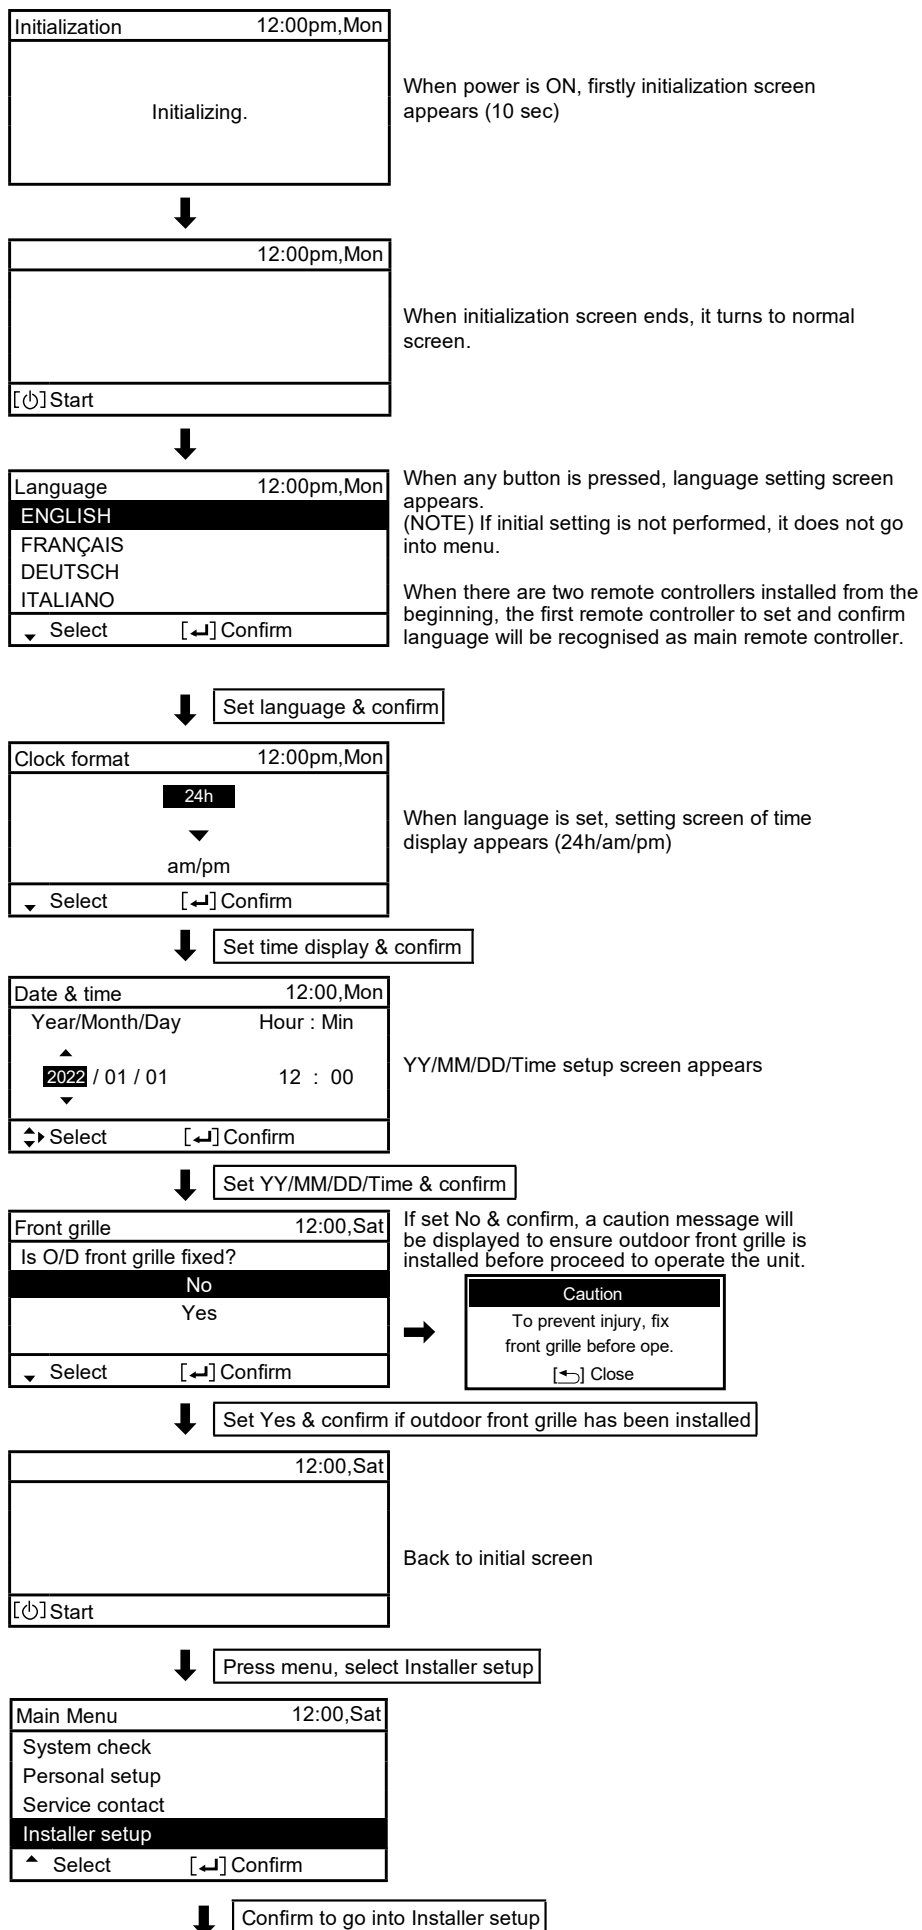 Initialization 12:00pm,Mon
Initializing.
When power is ON, firstly initialization screen
appears (10 sec)
12:00pm,Mon
[⏻]Start
When initialization screen ends, it turns to normal
screen.
Language 12:00pm,Mon
ENGLISH
FRANÇAIS
DEUTSCH
ITALIANO
Select [↵] Confirm
When any button is pressed, language setting screen
appears.
(NOTE) If initial setting is not performed, it does not go
into menu.
When there are two remote controllers installed from the
beginning, the first remote controller to set and confirm
language will be recognised as main remote controller.
Set language & confirm
Clock format 12:00pm,Mon
24h
am/pm
Select [↵] Confirm
When language is set, setting screen of time
display appears (24h/am/pm)
Set time display & confirm
Date & time 12:00,Mon
Year/Month/Day Hour : Min
2022 / 01 / 01 12 : 00
Select [↵] Confirm
YY/MM/DD/Time setup screen appears
Set YY/MM/DD/Time & confirm
Front grille 12:00,Sat
Is O/D front grille fixed?
No
Yes
Select [↵] Confirm
If set No & confirm, a caution message will
be displayed to ensure outdoor front grille is
installed before proceed to operate the unit.
Caution
To prevent injury, fix
front grille before ope.
[⮌] Close
Set Yes & confirm if outdoor front grille has been installed
12:00,Sat
[⏻]Start
Back to initial screen
Press menu, select Installer setup
Main Menu 12:00,Sat
System check
Personal setup
Service contact
Installer setup
Select [↵] Confirm
Confirm to go into Installer setup